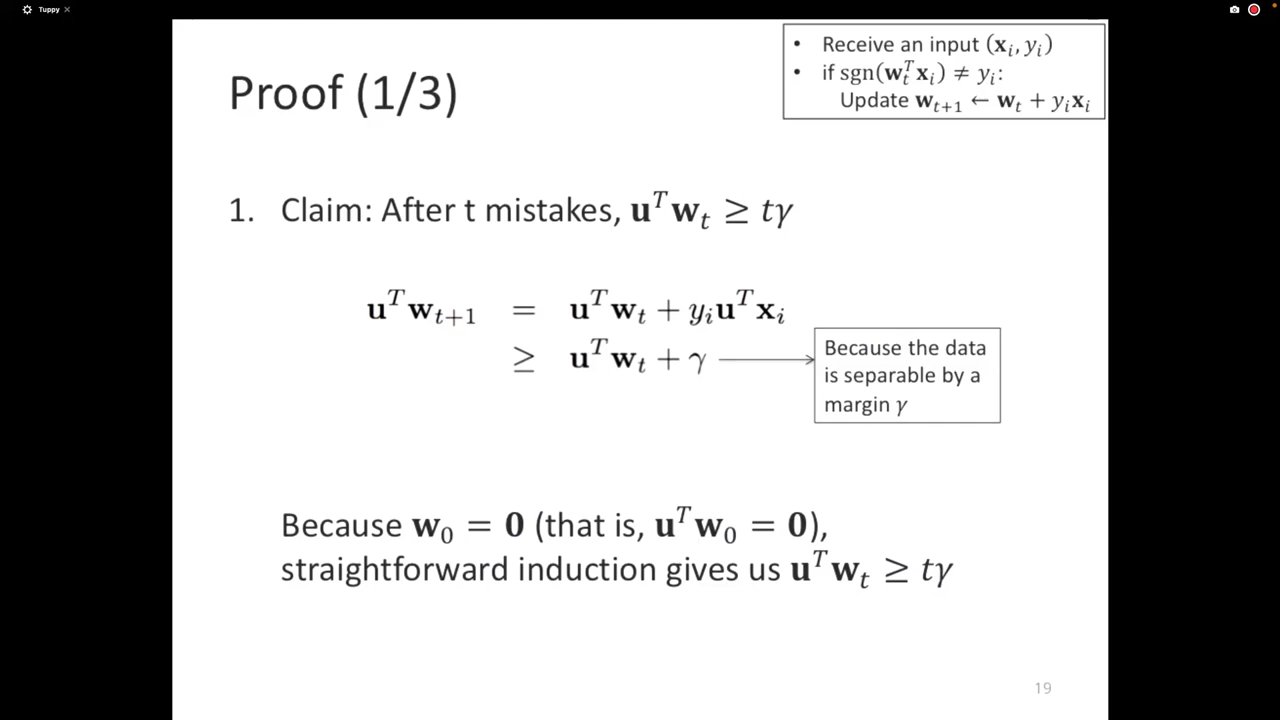 Tuppy ×
• Receive an input (𝐱ᵢ, yᵢ)
• if sgn(𝐰ₜᵀ𝐱ᵢ) ≠ yᵢ:
Update 𝐰ₜ₊₁ ← 𝐰ₜ + yᵢ𝐱ᵢ
Proof (1/3)
1. Claim: After t mistakes, 𝐮ᵀ𝐰ₜ ≥ tγ
𝐮ᵀ𝐰ₜ₊₁ = 𝐮ᵀ𝐰ₜ + yᵢ𝐮ᵀ𝐱ᵢ
≥ 𝐮ᵀ𝐰ₜ + γ
Because the data
is separable by a
margin γ
Because 𝐰₀ = 𝟎 (that is, 𝐮ᵀ𝐰₀ = 𝟎),
straightforward induction gives us 𝐮ᵀ𝐰ₜ ≥ tγ
19